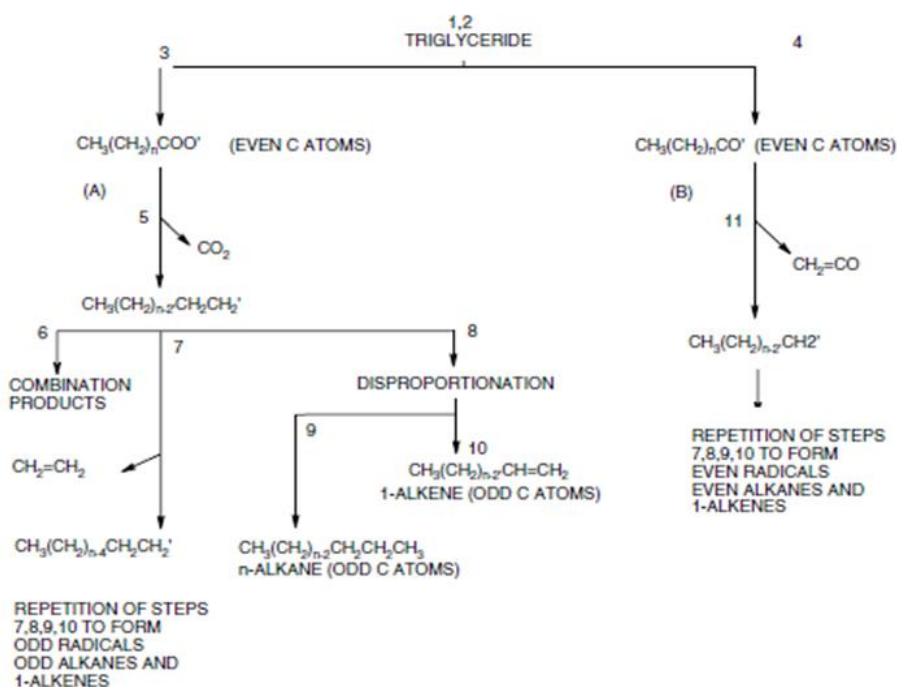 1,2
TRIGLYCERIDE
3
4
CH₃(CH₂)ₙCOO' (EVEN C ATOMS)
CH₃(CH₂)ₙCO' (EVEN C ATOMS)
(A)
(B)
5
11
CO₂
CH₂=CO
CH₃(CH₂)ₙ₋₂CH₂CH₂'
6
7
8
CH₃(CH₂)ₙ₋₂CH2'
COMBINATION
PRODUCTS
DISPROPORTIONATION
9
10
CH₂=CH₂
CH₃(CH₂)ₙ₋₂CH=CH₂
1-ALKENE (ODD C ATOMS)
REPETITION OF STEPS
7,8,9,10 TO FORM
EVEN RADICALS
EVEN ALKANES AND
1-ALKENES
CH₃(CH₂)ₙ₋₄CH₂CH₂'
CH₃(CH₂)ₙ₋₂CH₂CH₂CH₃
n-ALKANE (ODD C ATOMS)
REPETITION OF STEPS
7,8,9,10 TO FORM
ODD RADICALS
ODD ALKANES AND
1-ALKENES